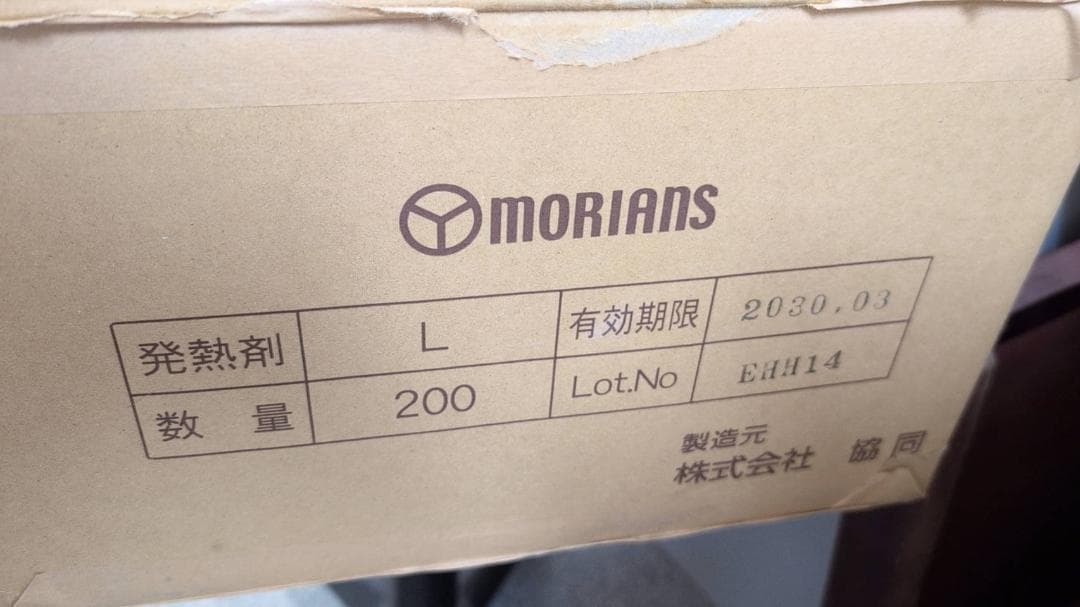 MORIANS
発熱剤 L 有効期限 2030.03
数量 200 Lot.No EHH14
製造元
株式会社 協同